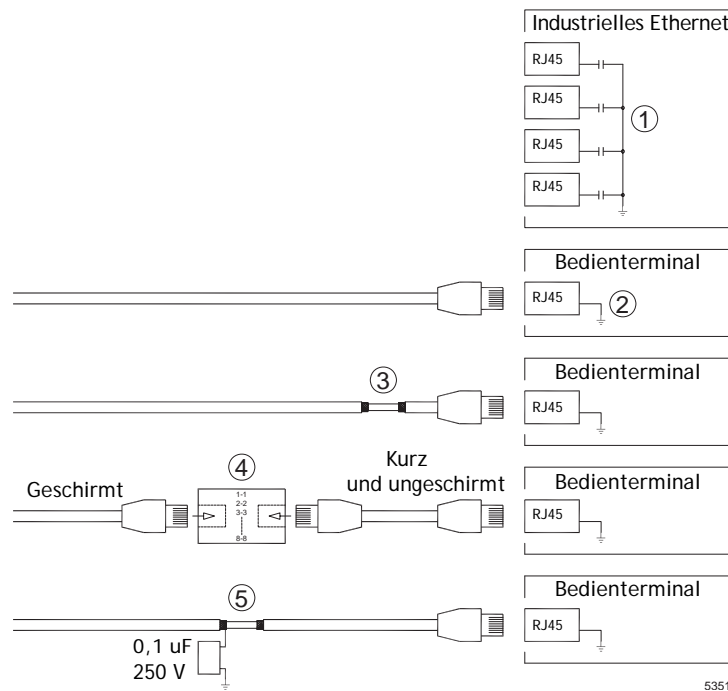 Industrielles Ethernet
RJ45
RJ45
1
RJ45
RJ45
Bedienterminal
RJ45
2
Bedienterminal
3
RJ45
4
Kurz
und ungeschirmt
Geschirmt
1-1
2-2
3-3
8-8
Bedienterminal
RJ45
5
Bedienterminal
RJ45
0,1 uF
250 V
5351